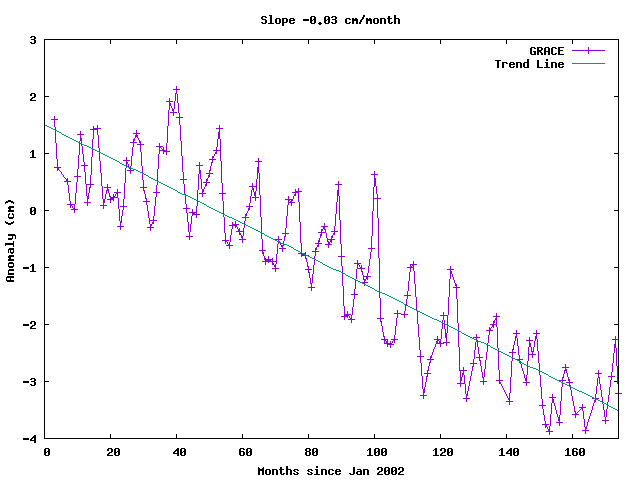 Slope -0.03 cm/month
GRACE
Trend Line
3
2
1
0
-1
-2
-3
-4
Anomaly (cm)
0 20 40 60 80 100 120 140 160
Months since Jan 2002